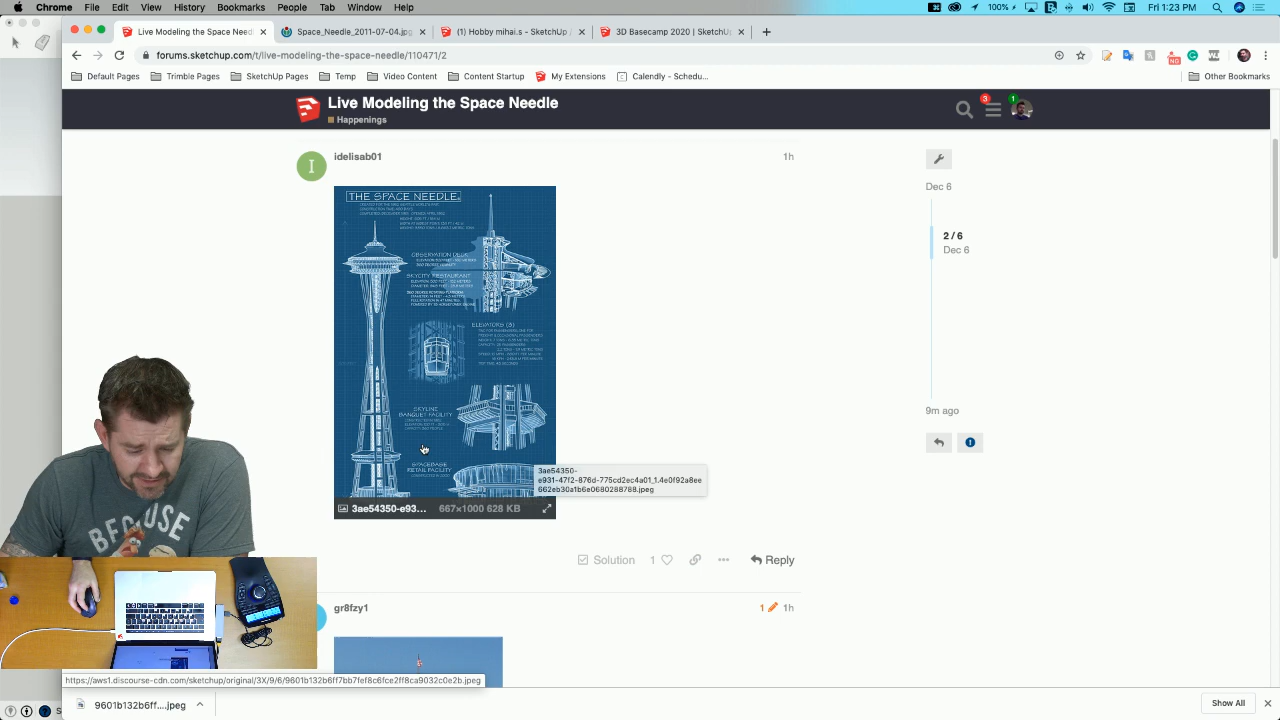 Chrome File Edit View History Bookmarks People Tab Window Help
100% Fri 1:23 PM
Live Modeling the Space Needle
Space_Needle_2011-07-04.jpg
(1) Hobby mihai.s - SketchUp
3D Basecamp 2020 | SketchUp
forums.sketchup.com/t/live-modeling-the-space-needle/110471/2
Default Pages Trimble Pages SketchUp Pages Temp Video Content Content Startup My Extensions Calendly - Schedu... Other Bookmarks
Live Modeling the Space Needle
Happenings
3
1
I
idelisab01
1h
THE SPACE NEEDLE.
OBSERVATION DECK
SKYCITY RESTAURANT
ELEVATORS (3)
SKYLINE
BANQUET FACILITY
SPACEBASE
RETAIL FACILITY
3ae54350-
e931-47f2-876d-775cd2ec4a01_1.4e0f92a8ee
662eb30a1b6e0680288788.jpeg
3ae54350-e93... 667×1000 628 KB
Dec 6
2 / 6
Dec 6
9m ago
1
Solution 1 Reply
gr8fzy1
1 1h
BECAUSE
https://aws1.discourse-cdn.com/sketchup/original/3X/9/6/9601b132b6ff7bb7fef8c6fce2ff8ca9032c0e2b.jpeg
9601b132b6ff....jpeg
Show All